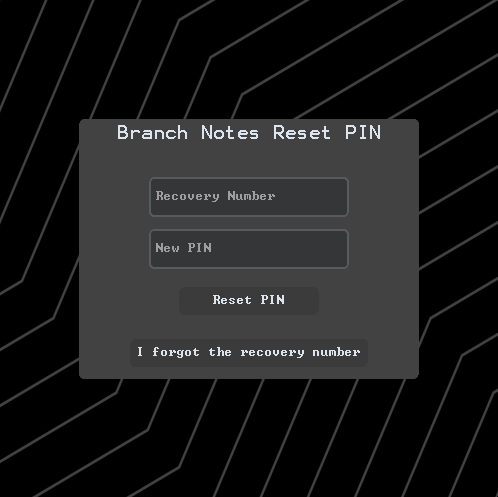 Branch Notes Reset PIN
Recovery Number
New PIN
Reset PIN
I forgot the recovery number